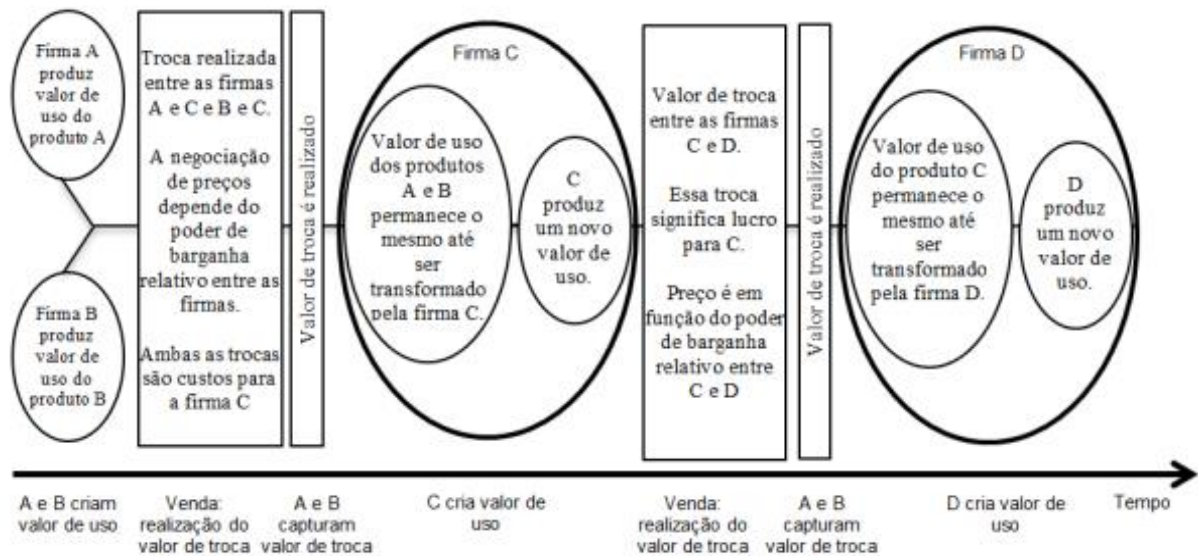 Firma A
produz
valor de
uso do
produto A
Firma B
produz
valor de
uso do
produto B
Troca realizada
entre as firmas
A e C e B e C.
A negociação
de preços
depende do
poder de
barganha
relativo entre as
firmas.
Ambas as trocas
são custos para
a firma C
Valor de troca é realizado
Firma C
Valor de uso
dos produtos
A e B
permanece o
mesmo até
ser
transformado
pela firma C.
C
produz
um novo
valor de
uso.
Valor de troca
entre as firmas
C e D.
Essa troca
significa lucro
para C.
Preço é em
função do poder
de barganha
relativo entre
C e D
Valor de troca é realizado
Firma D
Valor de uso
do produto C
permanece o
mesmo até
ser
transformado
pela firma D.
D
produz
um novo
valor de
uso.
A e B criam
valor de uso
Venda:
realização do
valor de troca
A e B
capturam
valor de troca
C cria valor de
uso
Venda:
realização do
valor de troca
A e B
capturam
valor de troca
D cria valor de
uso
Tempo